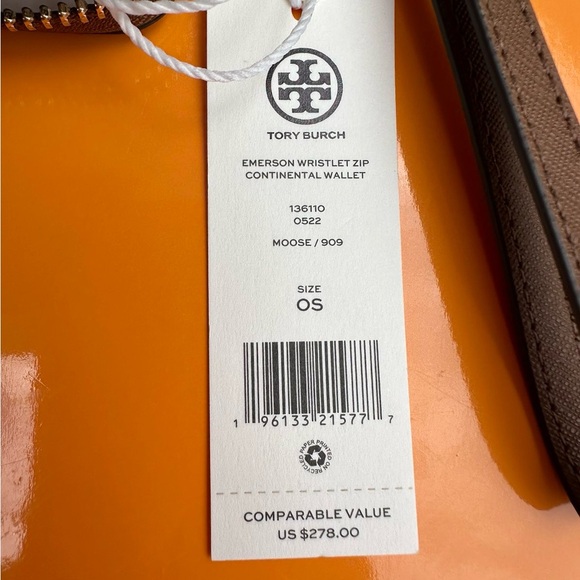 TORY BURCH
EMERSON WRISTLET ZIP
CONTINENTAL WALLET
136110
0522
MOOSE / 909
SIZE
OS
1 96133 21577 7
PRINTED ON RECYCLED PAPER
COMPARABLE VALUE
US $278.00